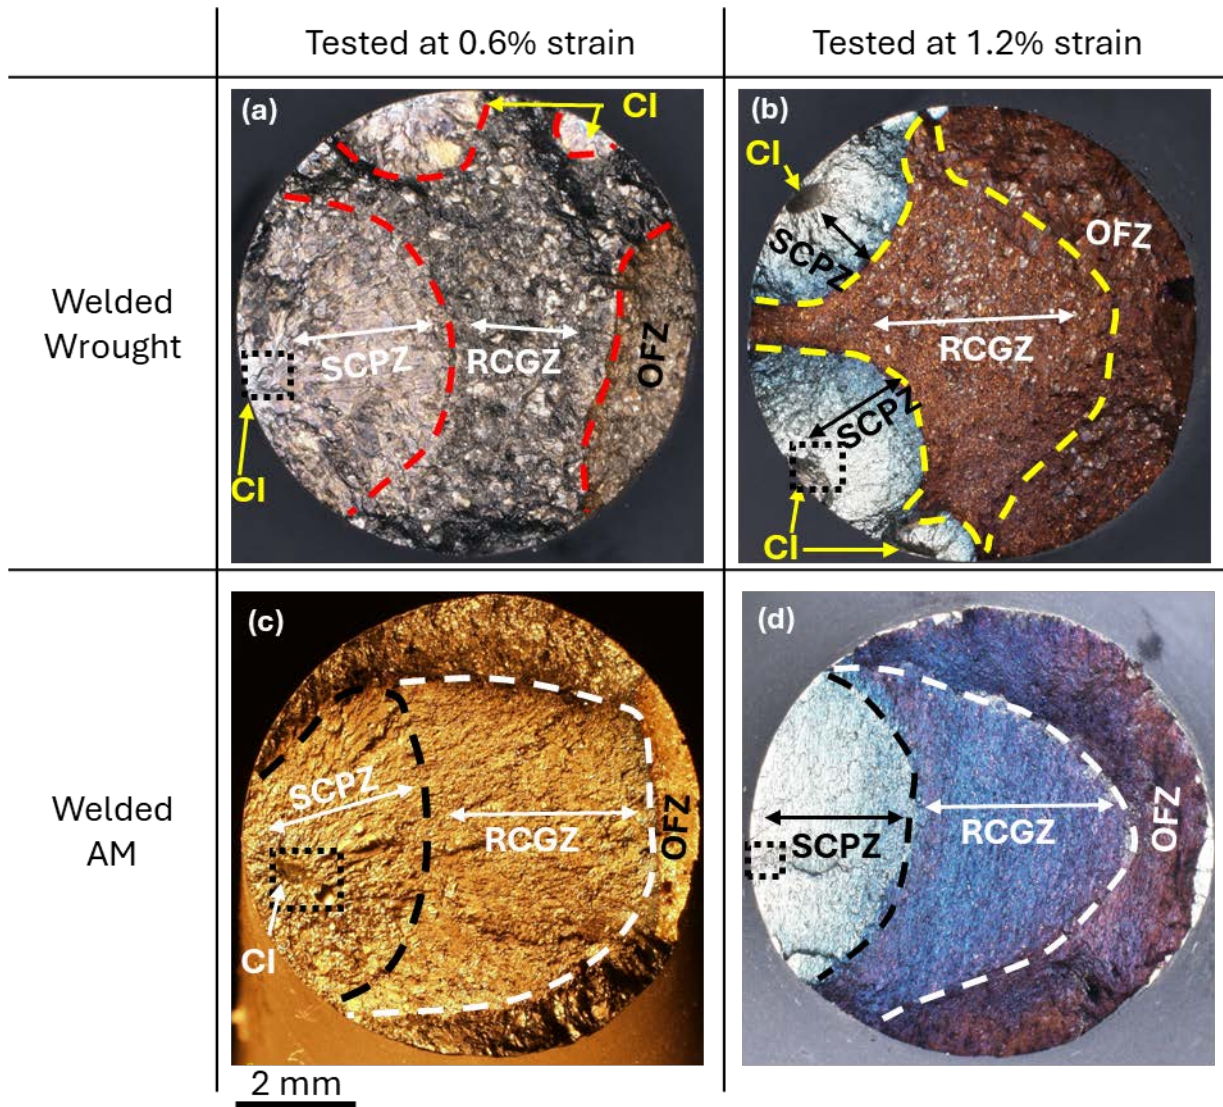 Tested at 0.6% strain
Tested at 1.2% strain
Welded
Wrought
(a)
CI
SCPZ
RCGZ
OFZ
CI
(b)
CI
SCPZ
OFZ
RCGZ
SCPZ
CI
Welded
AM
(c)
SCPZ
RCGZ
OFZ
CI
(d)
SCPZ
RCGZ
OFZ
2 mm